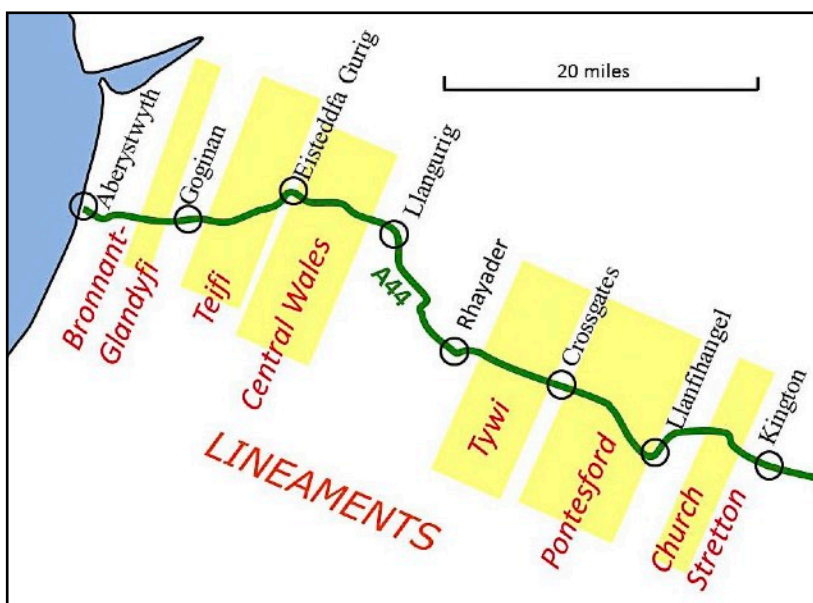 20 miles
Aberystwyth
Goginan
Eisteddfa Gurig
Llangurig
A44
Rhayader
Crossgates
Llanfihangel
Kington
Bronnant-
Glandyfi
Teifi
Central Wales
Tywi
Pontesford
Church
Stretton
LINEAMENTS